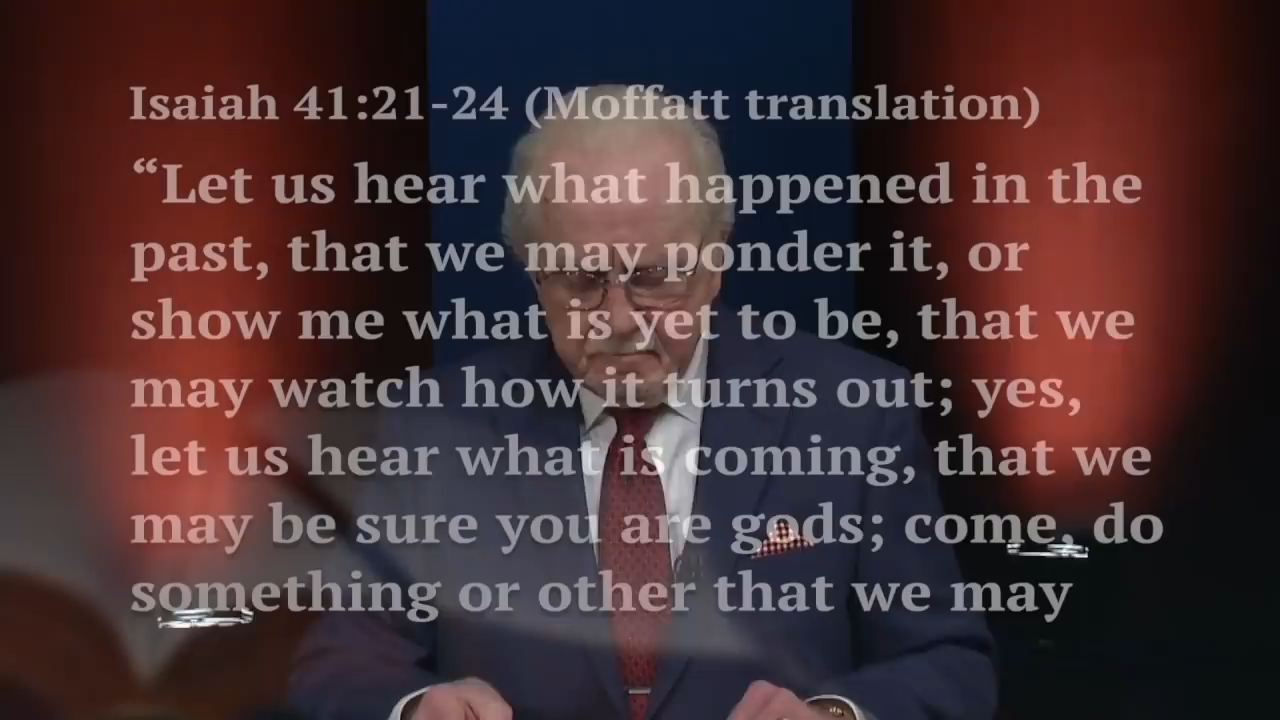 Isaiah 41:21-24 (Moffatt translation)
“Let us hear what happened in the
past, that we may ponder it, or
show me what is yet to be, that we
may watch how it turns out; yes,
let us hear what is coming, that we
may be sure you are gods; come, do
something or other that we may